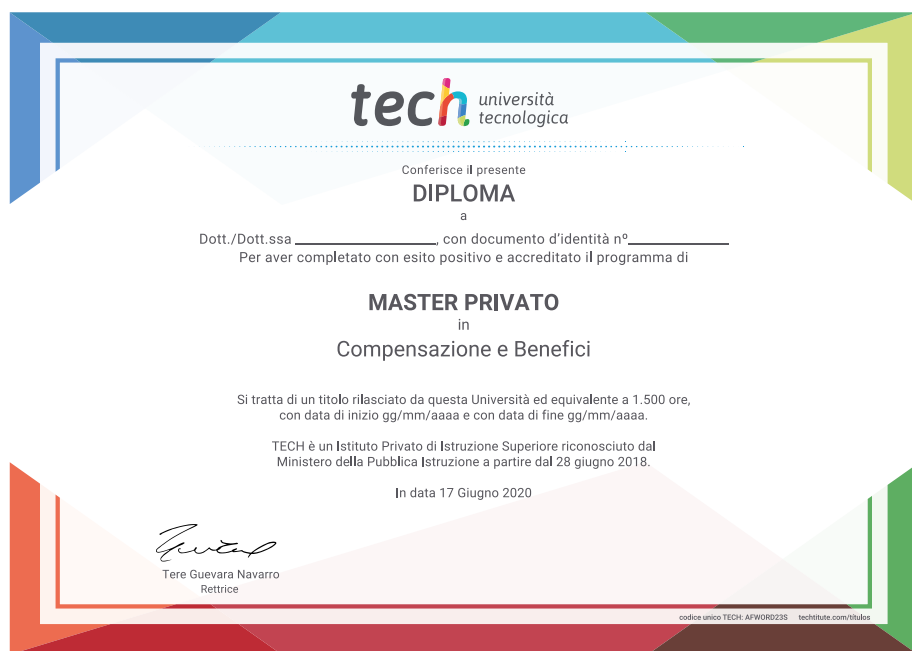 tech università
tecnologica
Conferisce il presente
DIPLOMA
a
Dott./Dott.ssa ________________, con documento d'identità nº____________
Per aver completato con esito positivo e accreditato il programma di
MASTER PRIVATO
in
Compensazione e Benefici
Si tratta di un titolo rilasciato da questa Università ed equivalente a 1.500 ore,
con data di inizio gg/mm/aaaa e con data di fine gg/mm/aaaa.
TECH è un Istituto Privato di Istruzione Superiore riconosciuto dal
Ministero della Pubblica Istruzione a partire dal 28 giugno 2018.
In data 17 Giugno 2020
Tere Guevara Navarro
Rettrice
codice unico TECH: AFWORD23S techtitute.com/títulos